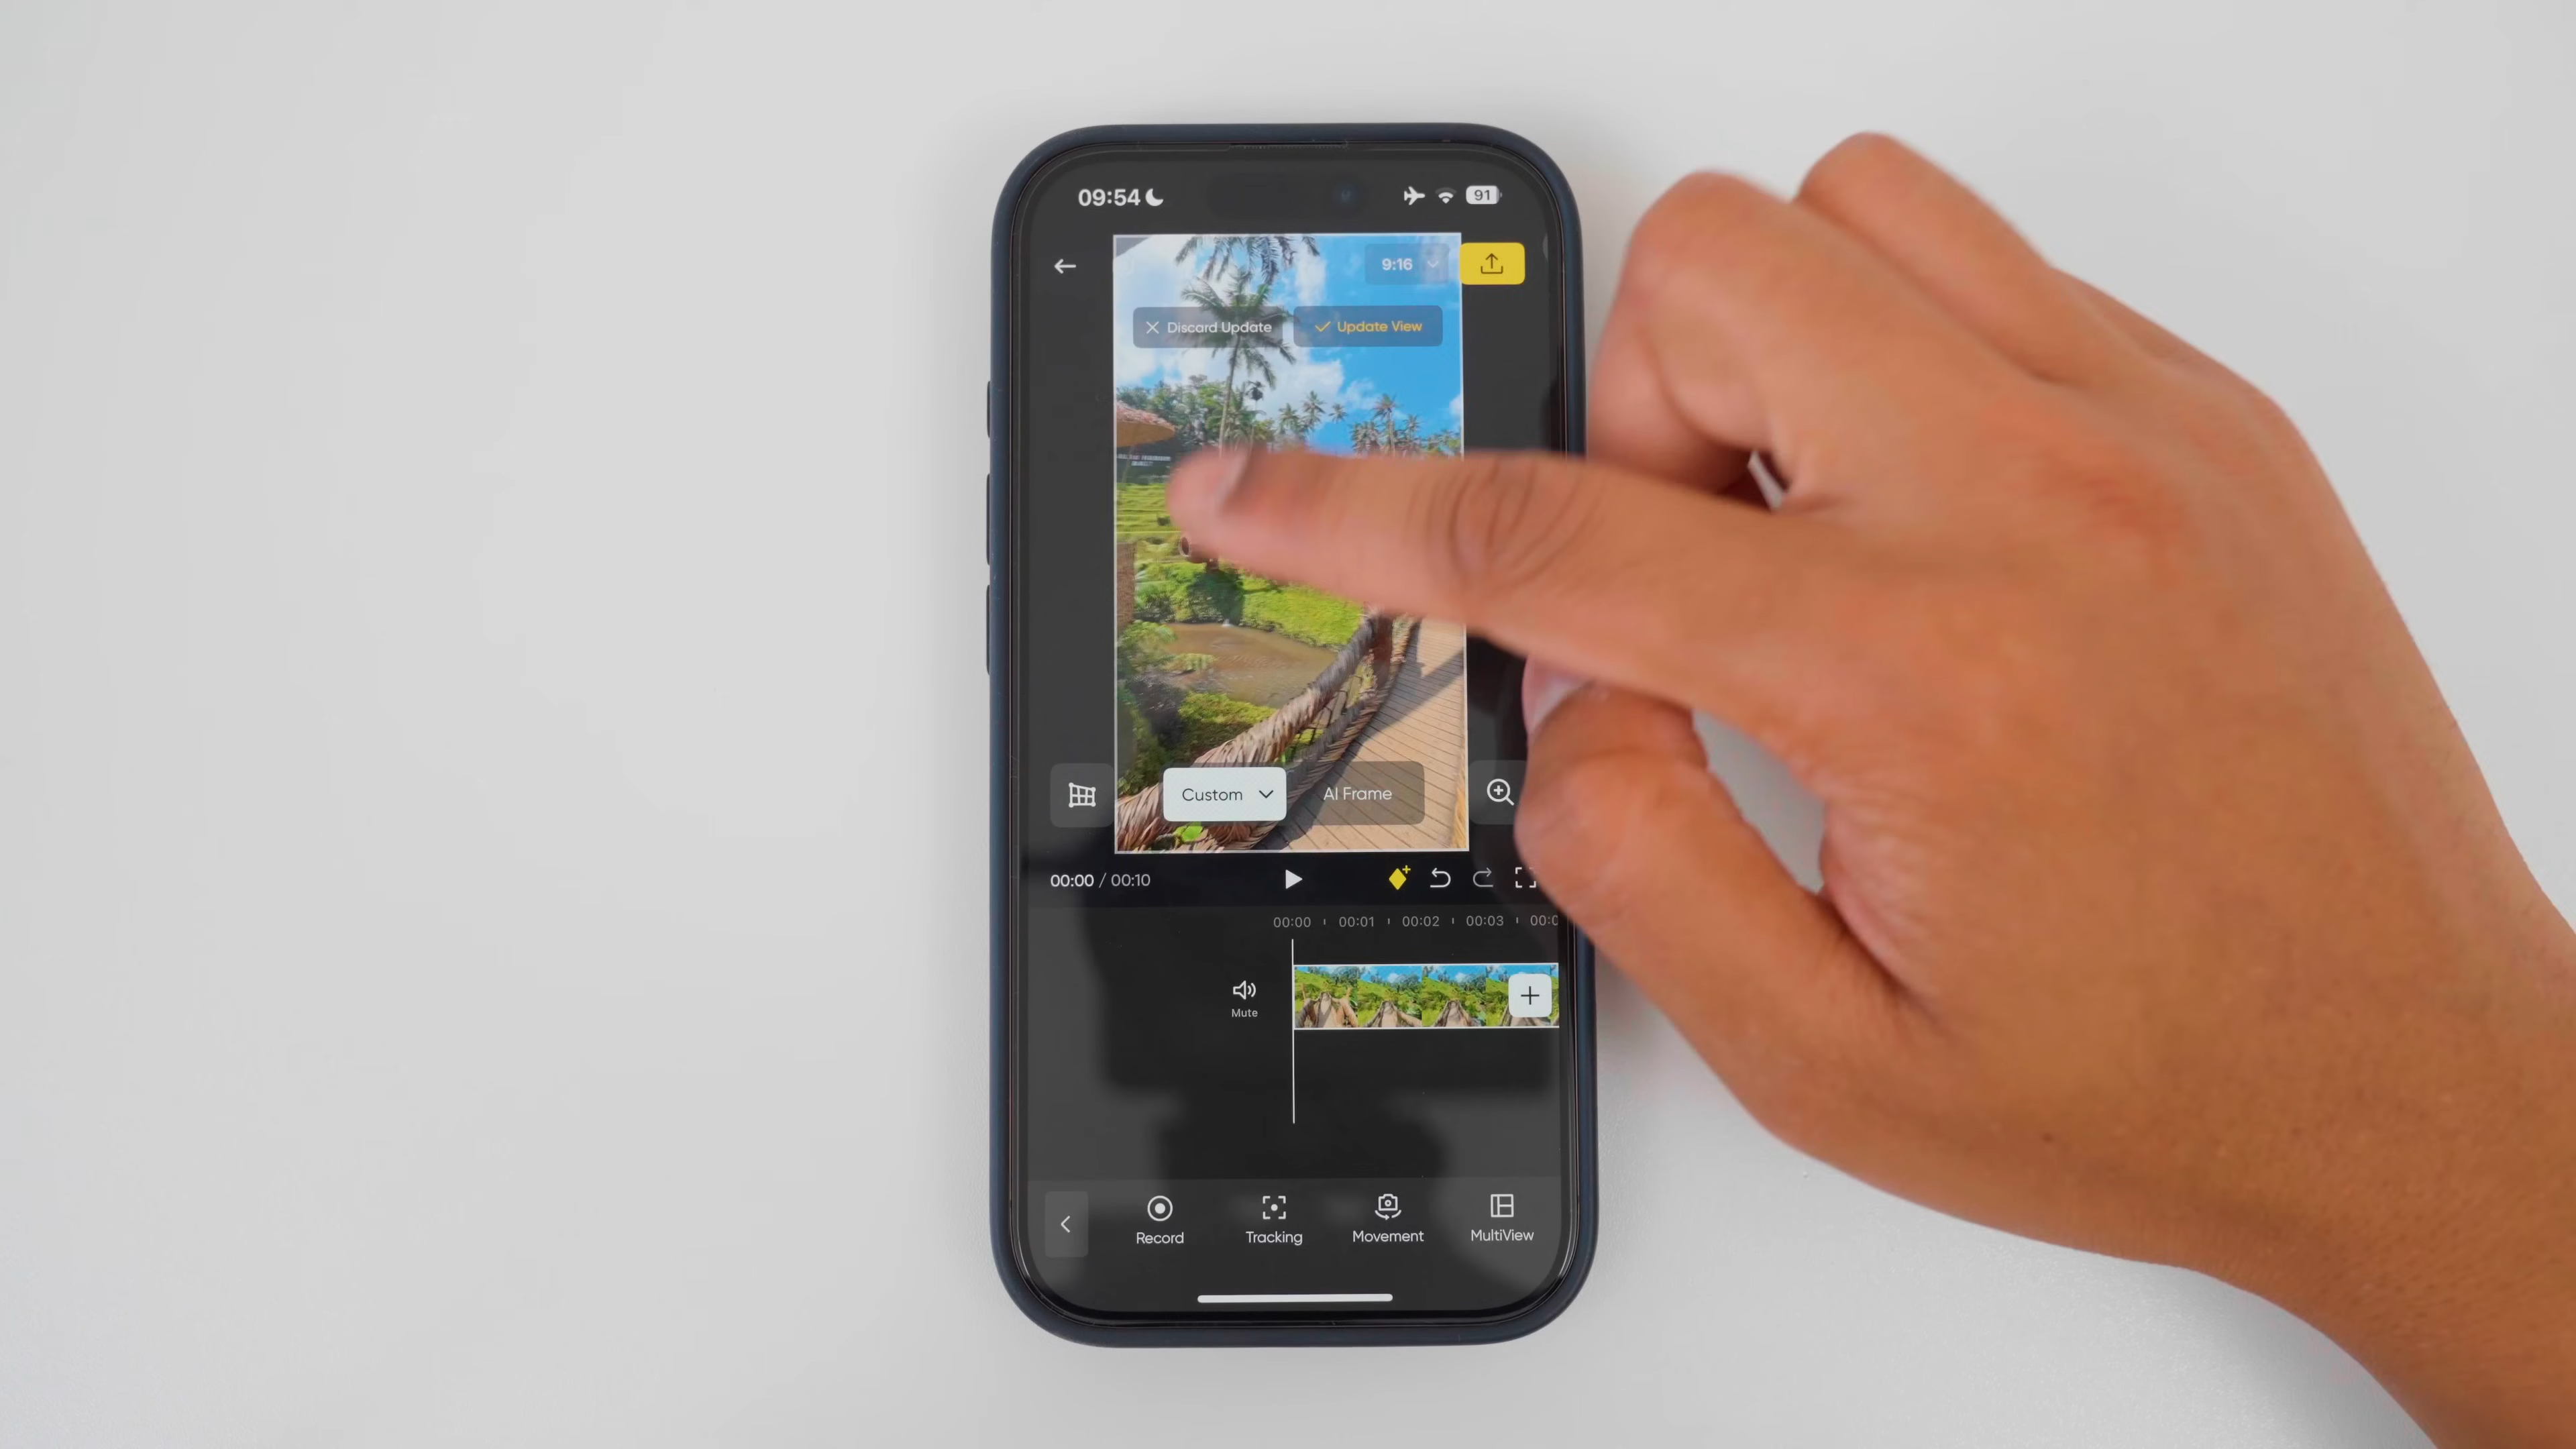 09:54
91
9:16
Discard Update
Update View
Custom
AI Frame
00:00 / 00:10
00:00
00:01
00:02
00:03
Mute
Record
Tracking
Movement
MultiView